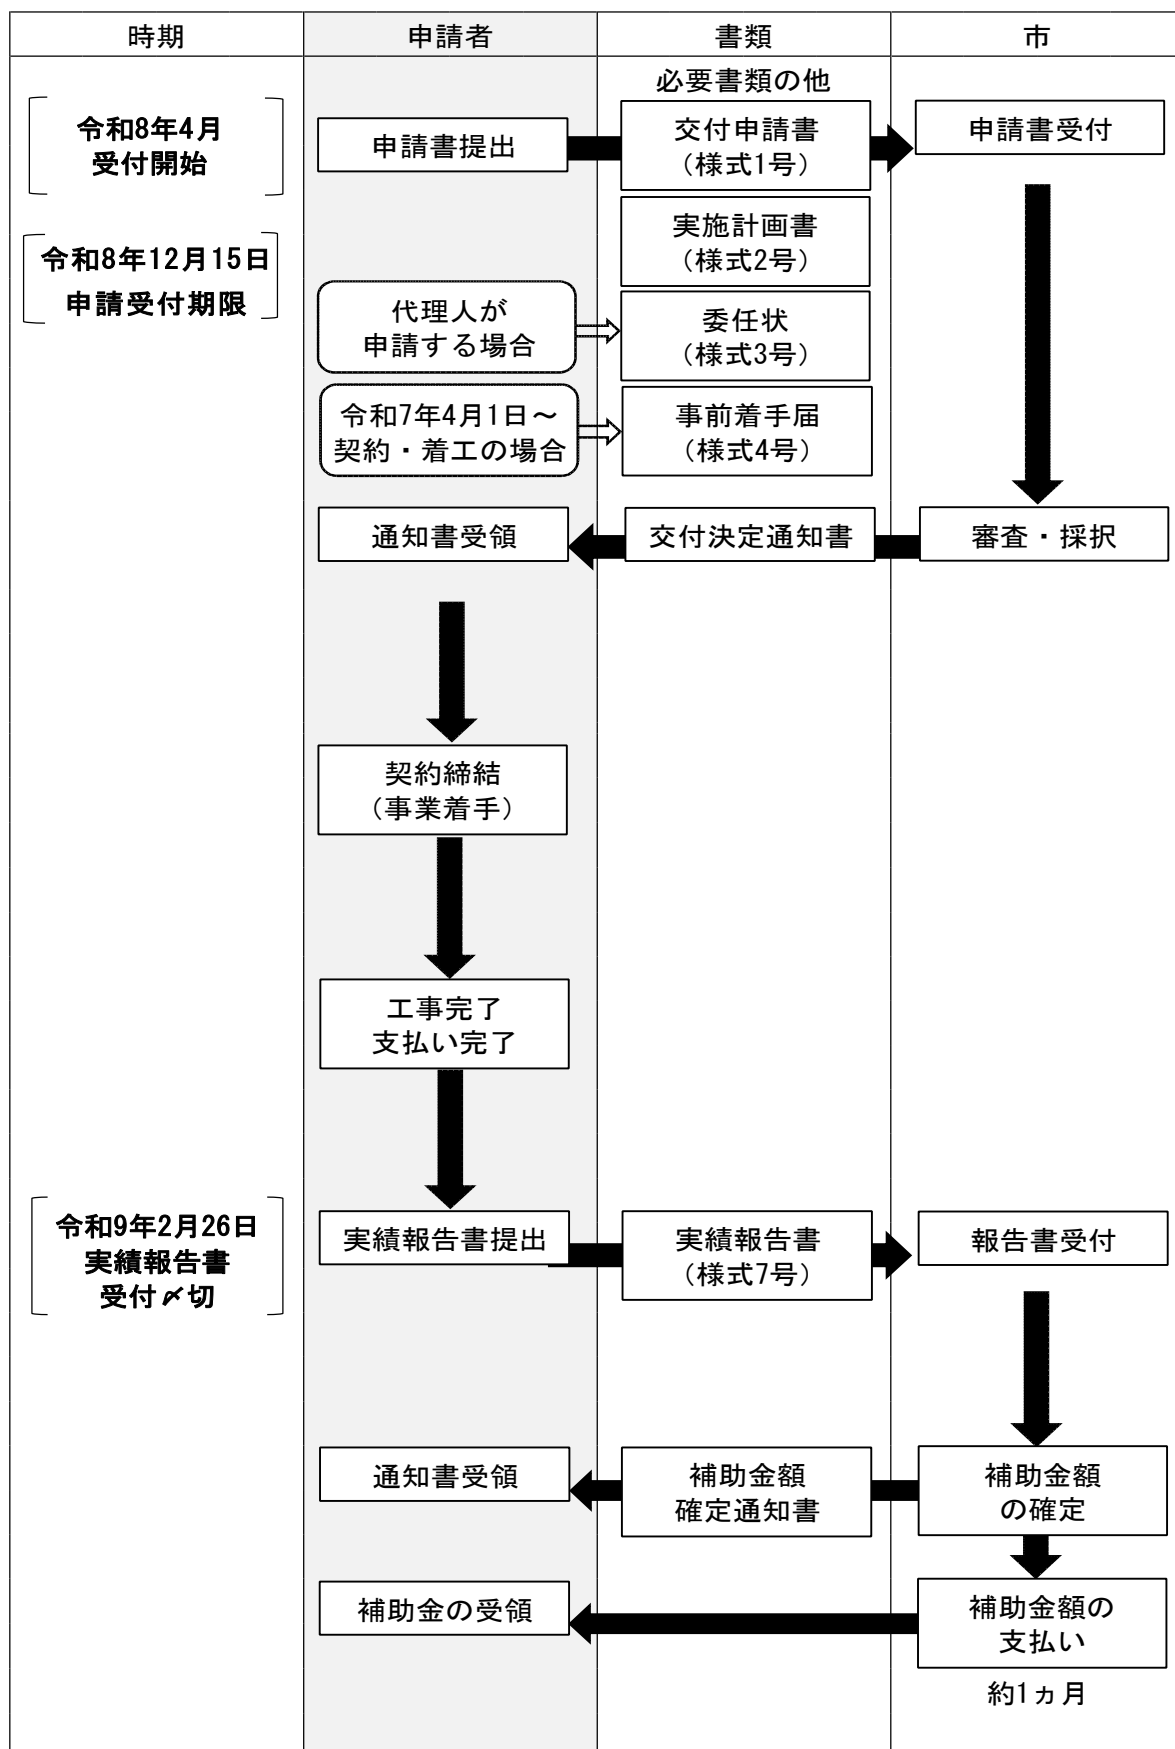 時期
申請者
書類
市
必要書類の他
令和8年4月
受付開始
申請書提出
交付申請書
(様式1号)
申請書受付
実施計画書
(様式2号)
令和8年12月15日
申請受付期限
代理人が
申請する場合
委任状
(様式3号)
令和7年4月1日～
契約・着工の場合
事前着手届
(様式4号)
通知書受領
交付決定通知書
審査・採択
契約締結
(事業着手)
工事完了
支払い完了
令和9年2月26日
実績報告書
受付〆切
実績報告書提出
実績報告書
(様式7号)
報告書受付
通知書受領
補助金額
確定通知書
補助金額
の確定
補助金の受領
補助金額の
支払い
約1ヵ月